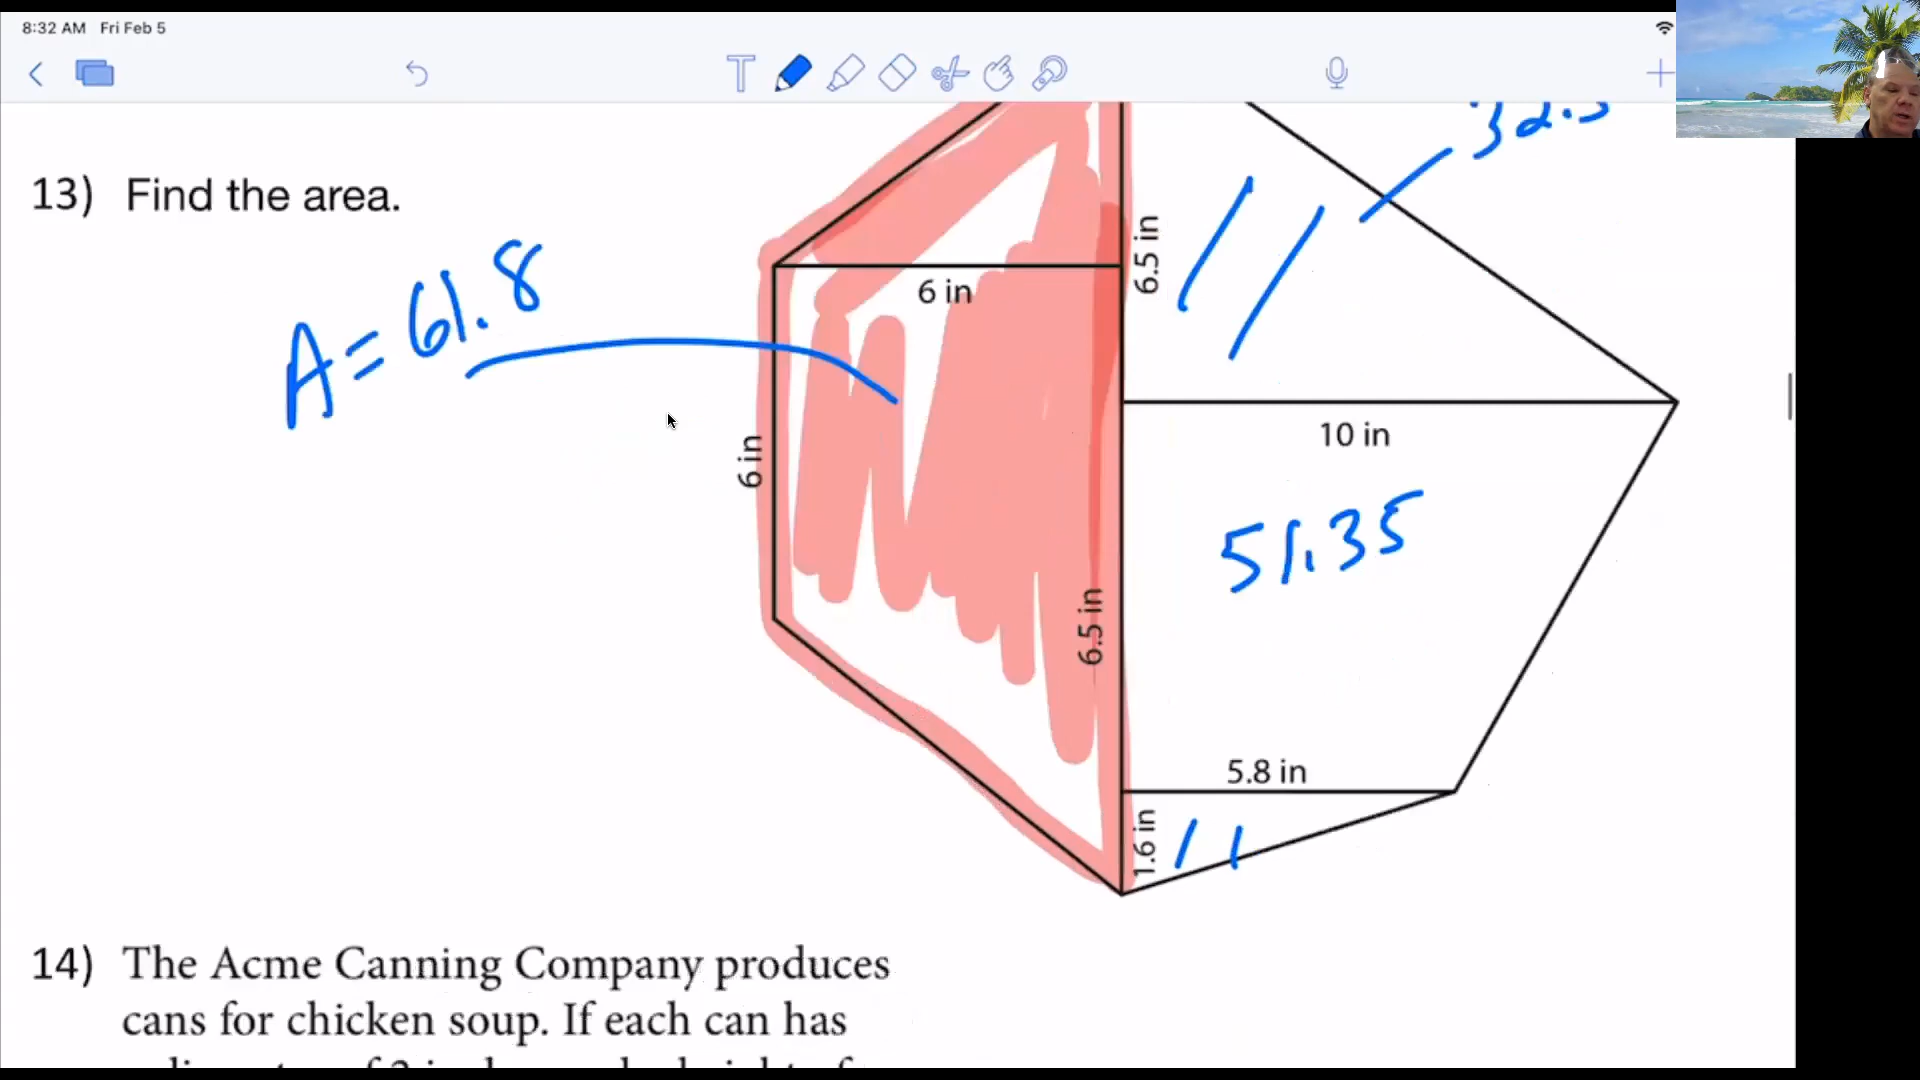 8:32 AM Fri Feb 5
13) Find the area.
A = 61.8
6.5 in
6 in
10 in
6 in
51.35
6.5 in
5.8 in
1.6 in
14) The Acme Canning Company produces
cans for chicken soup. If each can has